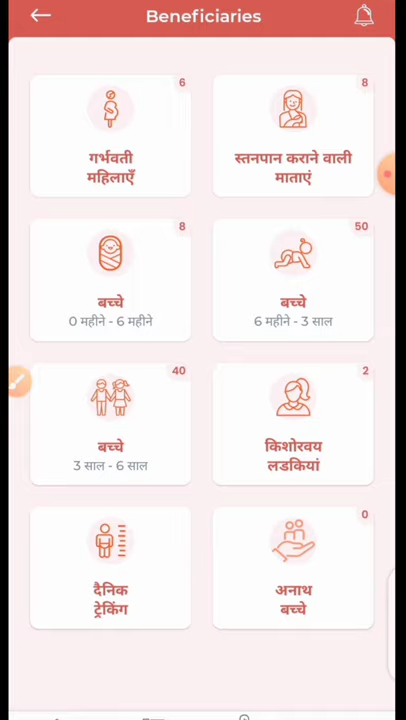 Beneficiaries
6
गर्भवती
महिलाएँ
8
स्तनपान कराने वाली
माताएं
8
बच्चे
0 महीने - 6 महीने
50
बच्चे
6 महीने - 3 साल
40
बच्चे
3 साल - 6 साल
2
किशोरवय
लडकियां
दैनिक
ट्रेकिंग
0
अनाथ
बच्चे